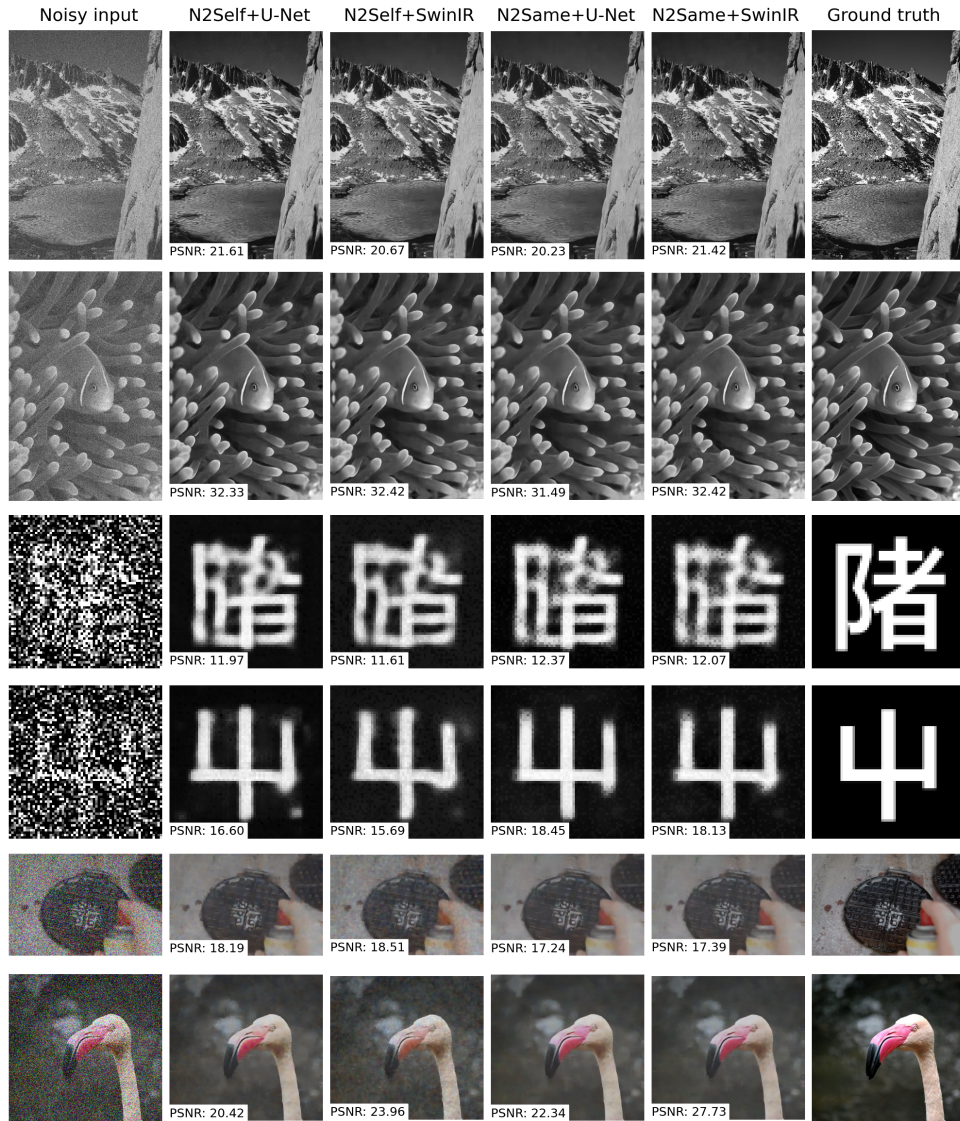 Noisy input N2Self+U-Net N2Self+SwinIR N2Same+U-Net N2Same+SwinIR Ground truth
PSNR: 21.61 PSNR: 20.67 PSNR: 20.23 PSNR: 21.42
PSNR: 32.33 PSNR: 32.42 PSNR: 31.49 PSNR: 32.42
PSNR: 11.97 PSNR: 11.61 PSNR: 12.37 PSNR: 12.07 陼
PSNR: 16.60 PSNR: 15.69 PSNR: 18.45 PSNR: 18.13
PSNR: 18.19 PSNR: 18.51 PSNR: 17.24 PSNR: 17.39
PSNR: 20.42 PSNR: 23.96 PSNR: 22.34 PSNR: 27.73